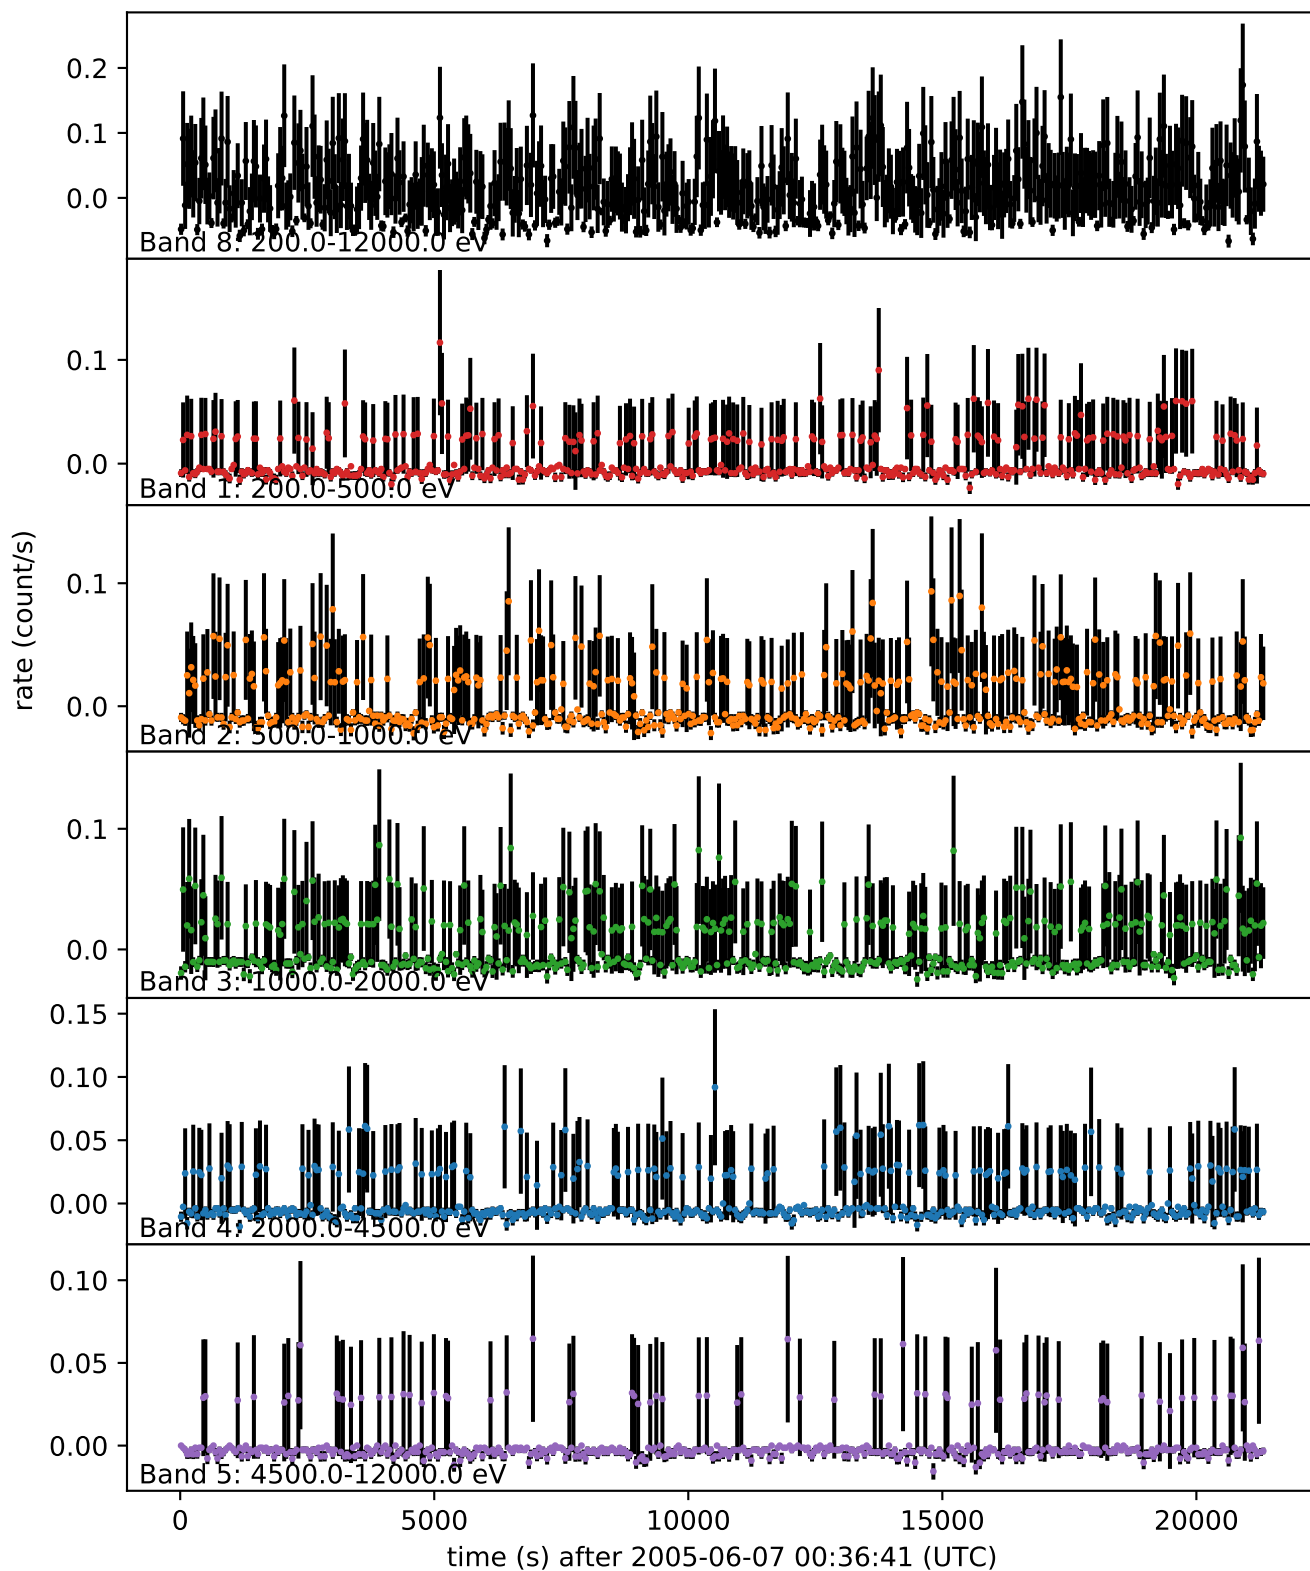 0.2
0.1
0.0
Band 8: 200.0-12000.0 eV
0.1
0.0
Band 1: 200.0-500.0 eV
rate (count/s)
0.1
0.0
Band 2: 500.0-1000.0 eV
0.1
0.0
Band 3: 1000.0-2000.0 eV
0.15
0.10
0.05
0.00
Band 4: 2000.0-4500.0 eV
0.10
0.05
0.00
Band 5: 4500.0-12000.0 eV
0 5000 10000 15000 20000
time (s) after 2005-06-07 00:36:41 (UTC)